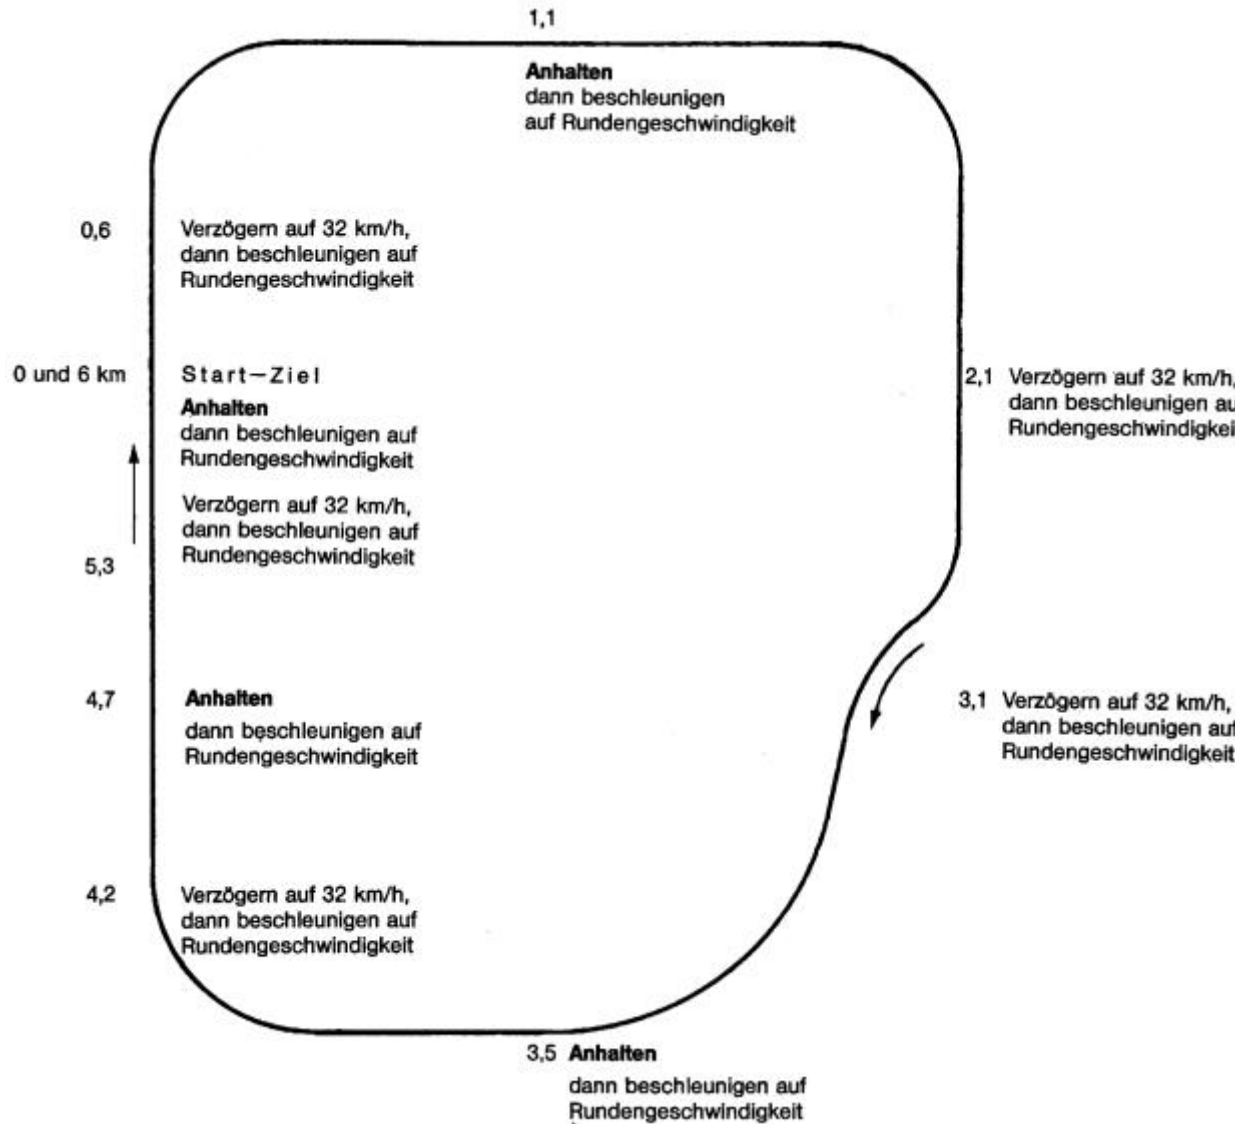 1,1
Anhalten
dann beschleunigen
auf Rundengeschwindigkeit
0,6
Verzögern auf 32 km/h,
dann beschleunigen auf
Rundengeschwindigkeit
0 und 6 km
Start-Ziel
Anhalten
dann beschleunigen auf
Rundengeschwindigkeit
2,1 Verzögern auf 32 km/h,
dann beschleunigen au
Rundengeschwindigkei
Verzögern auf 32 km/h,
dann beschleunigen auf
Rundengeschwindigkeit
5,3
4,7
Anhalten
dann beschleunigen auf
Rundengeschwindigkeit
3,1 Verzögern auf 32 km/h,
dann beschleunigen auf
Rundengeschwindigkeit
4,2
Verzögern auf 32 km/h,
dann beschleunigen auf
Rundengeschwindigkeit
3,5 Anhalten
dann beschleunigen auf
Rundengeschwindigkeit